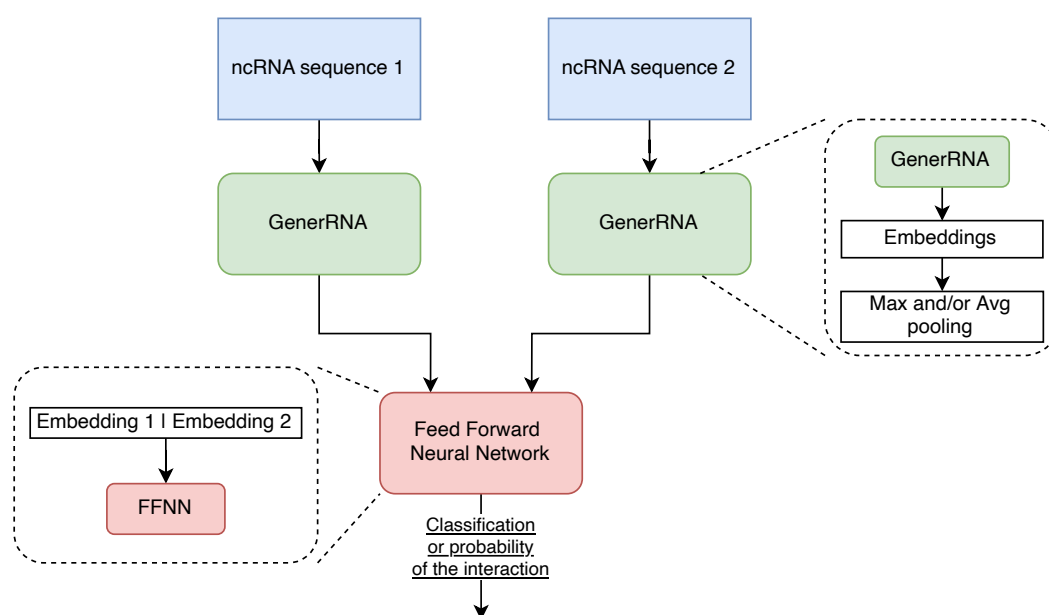 ncRNA sequence 1
ncRNA sequence 2
GenerRNA
GenerRNA
GenerRNA
Embeddings
Max and/or Avg
pooling
Embedding 1 | Embedding 2
FFNN
Feed Forward
Neural Network
Classification
or probability
of the interaction